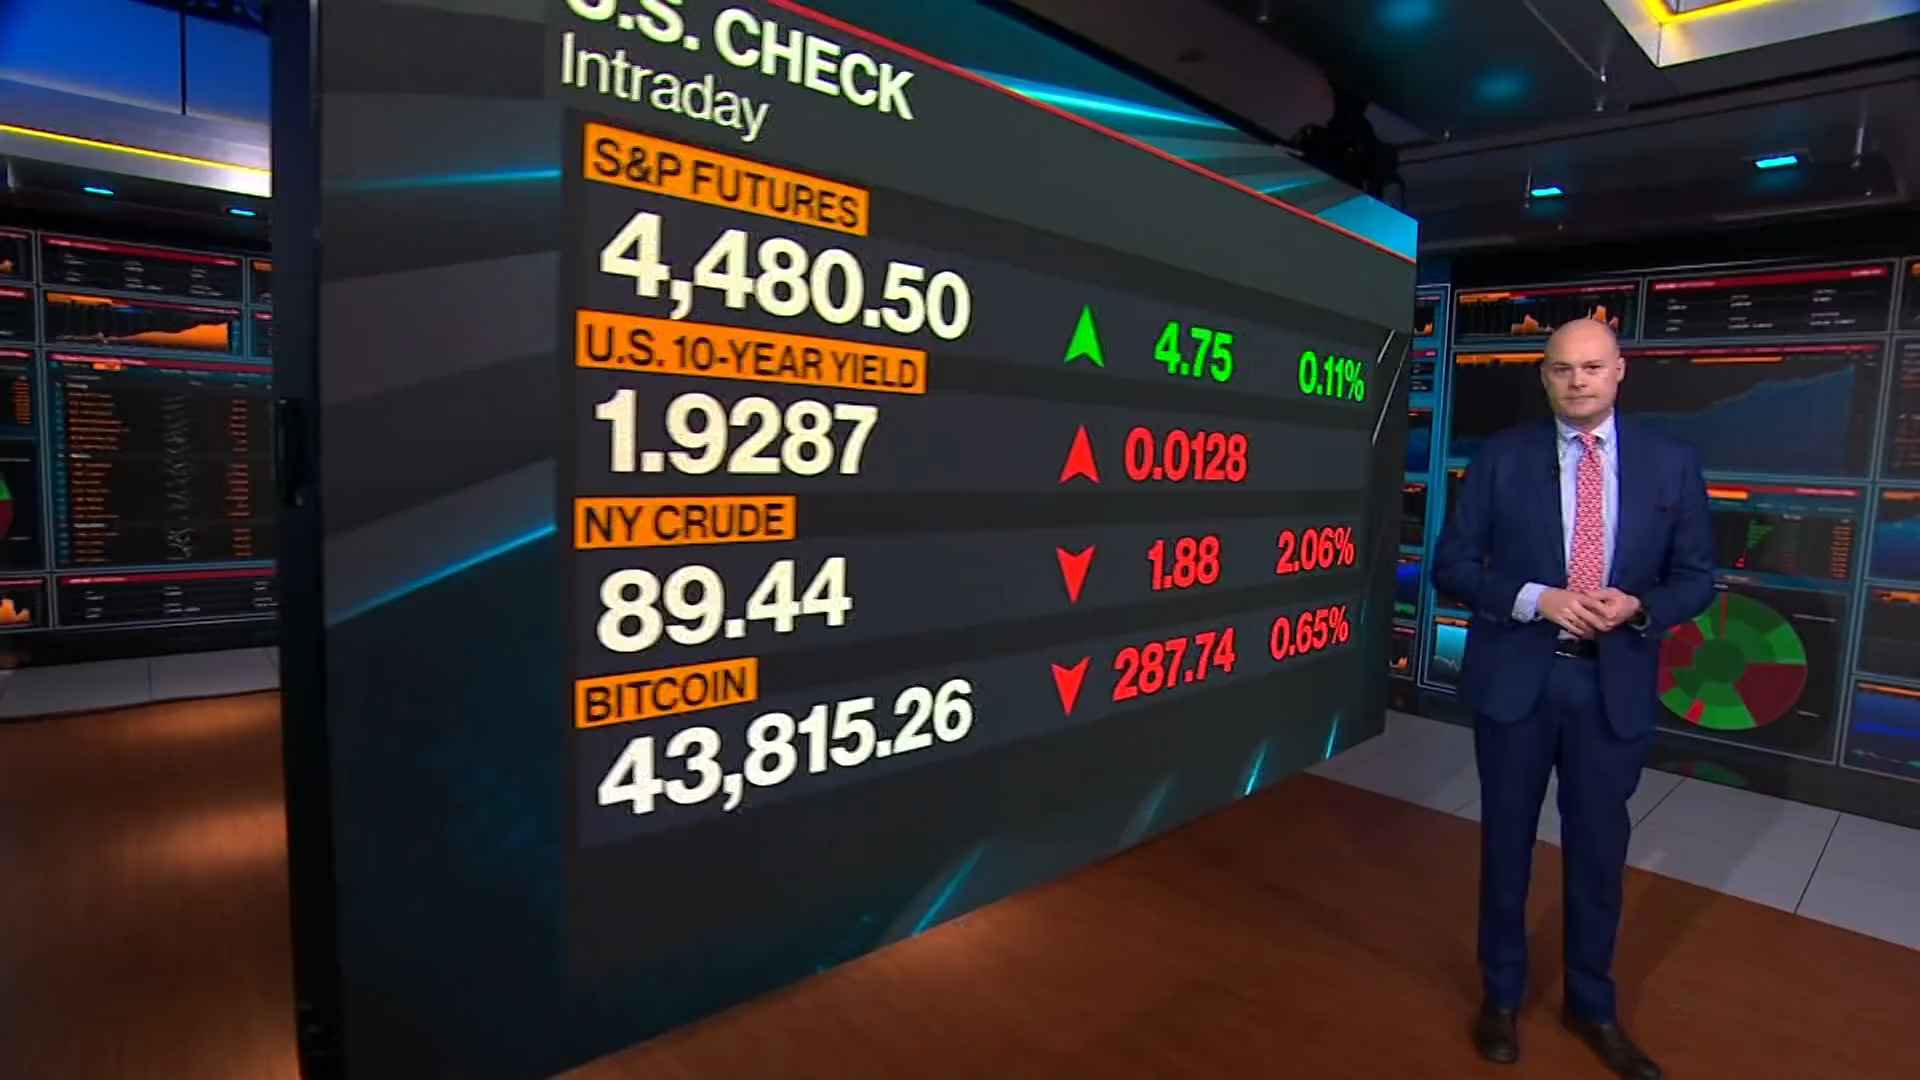 U.S. CHECK
Intraday
S&P FUTURES
4,480.50 4.75 0.11%
U.S. 10-YEAR YIELD
1.9287 0.0128
NY CRUDE
89.44 1.88 2.06%
BITCOIN
43,815.26 287.74 0.65%